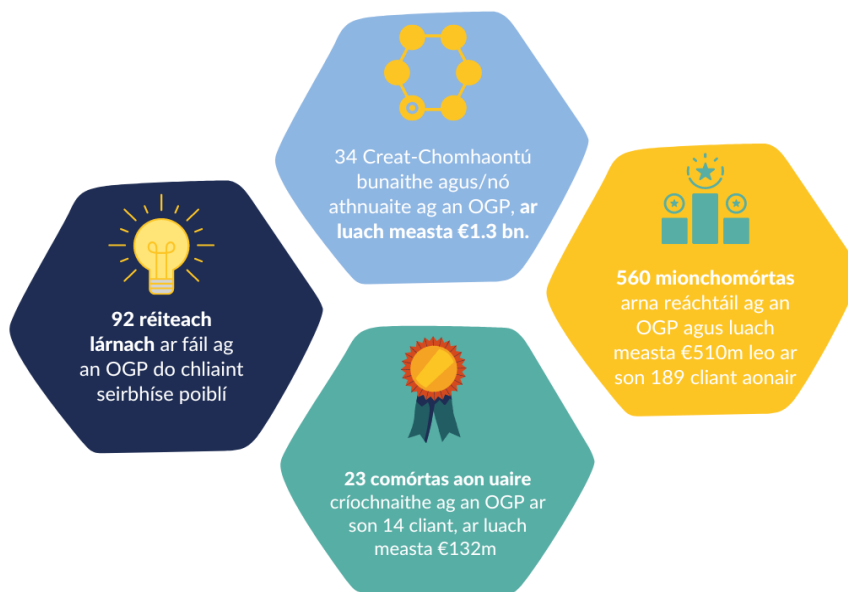 34 Creat-Chomhaontú
bunaithe agus/nó
athnuaite ag an OGP, ar
luach measta €1.3 bn.
92 réiteach
lárnach ar fáil ag
an OGP do chliaint
seirbhíse poiblí
560 mionchomórtas
arna reáchtáil ag an
OGP agus luach
measta €510m leo ar
son 189 cliant aonair
23 comórtas aon uaire
críochnaithe ag an OGP ar
son 14 cliant, ar luach
measta €132m